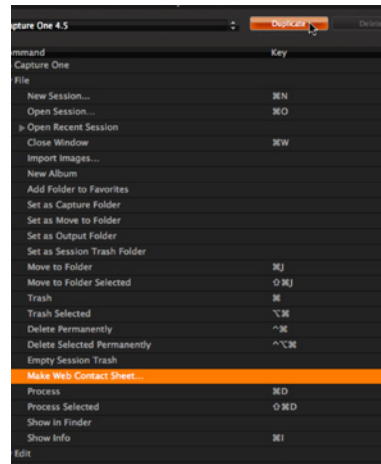 apture One 4.5 Duplicate Delete
ommand Key
Capture One
File
New Session... ⌘N
Open Session... ⌘O
Open Recent Session
Close Window ⌘W
Import Images...
New Album
Add Folder to Favorites
Set as Capture Folder
Set as Move to Folder
Set as Output Folder
Set as Session Trash Folder
Move to Folder ⌘J
Move to Folder Selected ⇧⌘J
Trash ⌘
Trash Selected ⌥⌘
Delete Permanently ^⌘
Delete Selected Permanently ^⌥⌘
Empty Session Trash
Make Web Contact Sheet...
Process ⌘D
Process Selected ⇧⌘D
Show in Finder
Show Info ⌘I
Edit